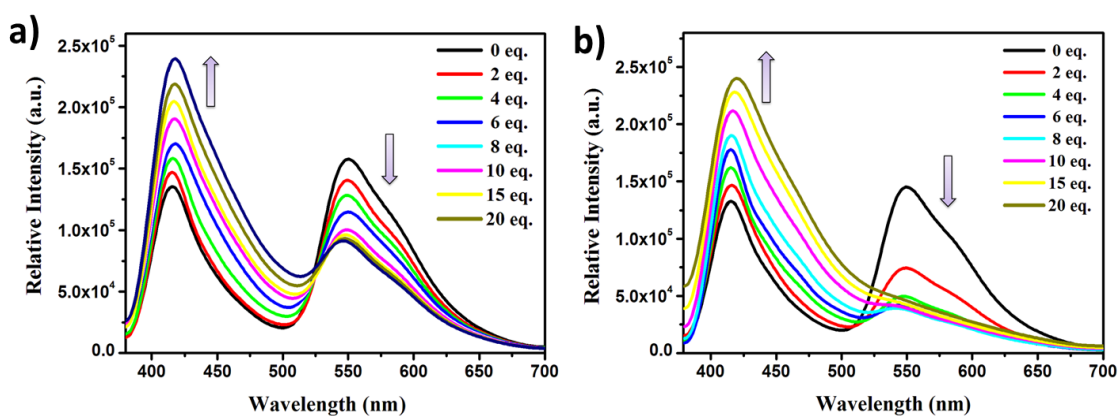 a)
Relative Intensity (a.u.)
2.5x10⁵
2.0x10⁵
1.5x10⁵
1.0x10⁵
5.0x10⁴
0.0
0 eq.
2 eq.
4 eq.
6 eq.
8 eq.
10 eq.
15 eq.
20 eq.
400 450 500 550 600 650 700
Wavelength (nm)
b)
Relative Intensity (a.u.)
2.5x10⁵
2.0x10⁵
1.5x10⁵
1.0x10⁵
5.0x10⁴
0.0
0 eq.
2 eq.
4 eq.
6 eq.
8 eq.
10 eq.
15 eq.
20 eq.
400 450 500 550 600 650 700
Wavelength (nm)